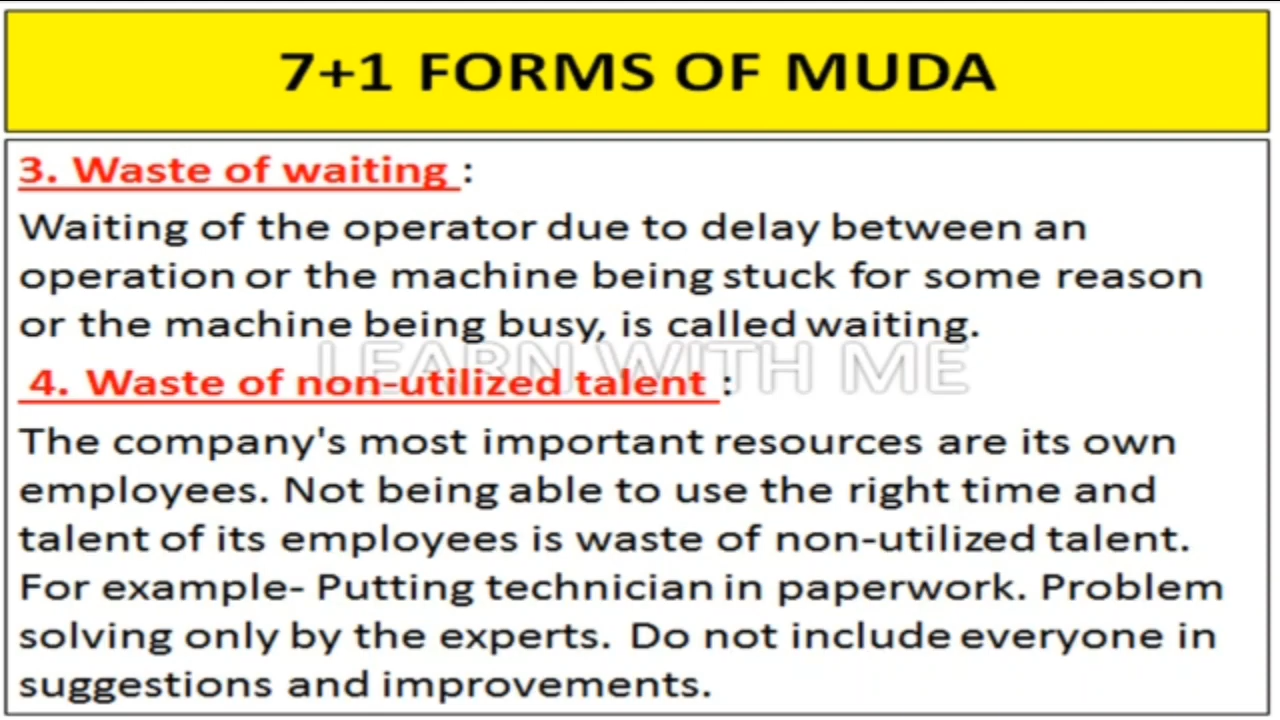 7+1 FORMS OF MUDA
3. Waste of waiting :
Waiting of the operator due to delay between an
operation or the machine being stuck for some reason
or the machine being busy, is called waiting.
LEARN WITH ME
4. Waste of non-utilized talent :
The company's most important resources are its own
employees. Not being able to use the right time and
talent of its employees is waste of non-utilized talent.
For example- Putting technician in paperwork. Problem
solving only by the experts. Do not include everyone in
suggestions and improvements.